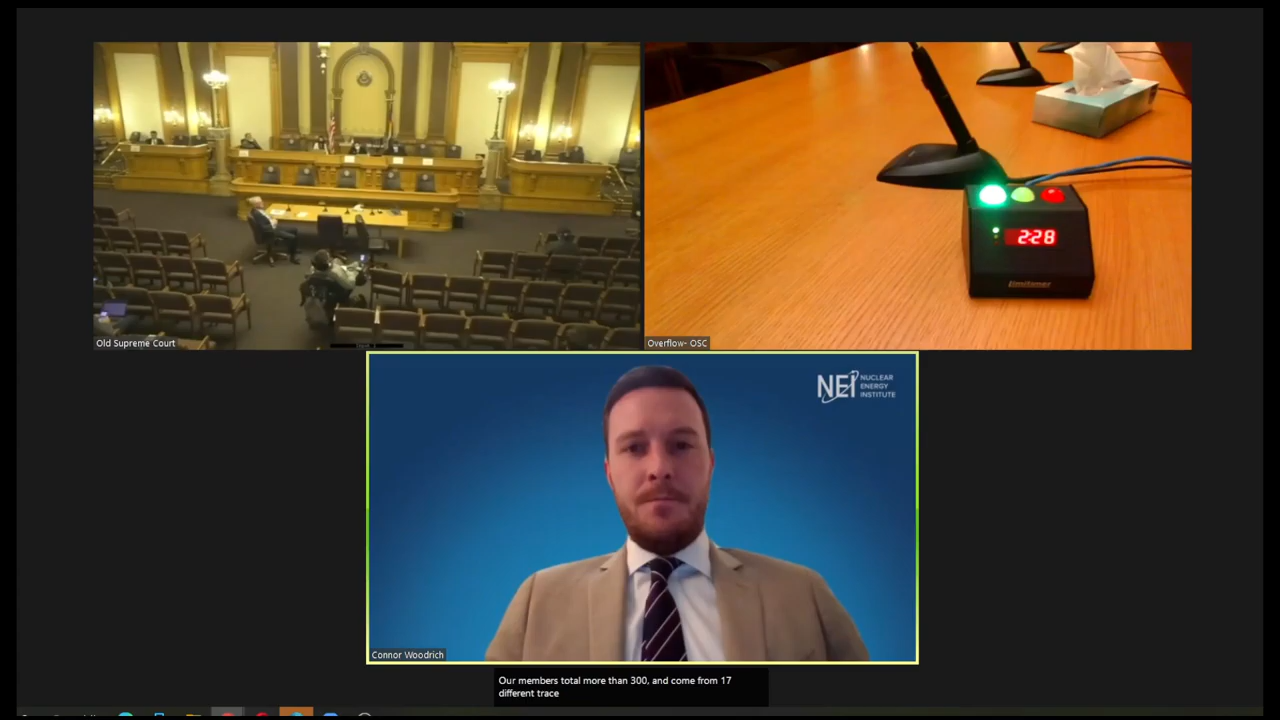 Old Supreme Court
Overflow- OSC
2:28
limitimer
NEI NUCLEAR
ENERGY
INSTITUTE
Connor Woodrich
Our members total more than 300, and come from 17
different trace